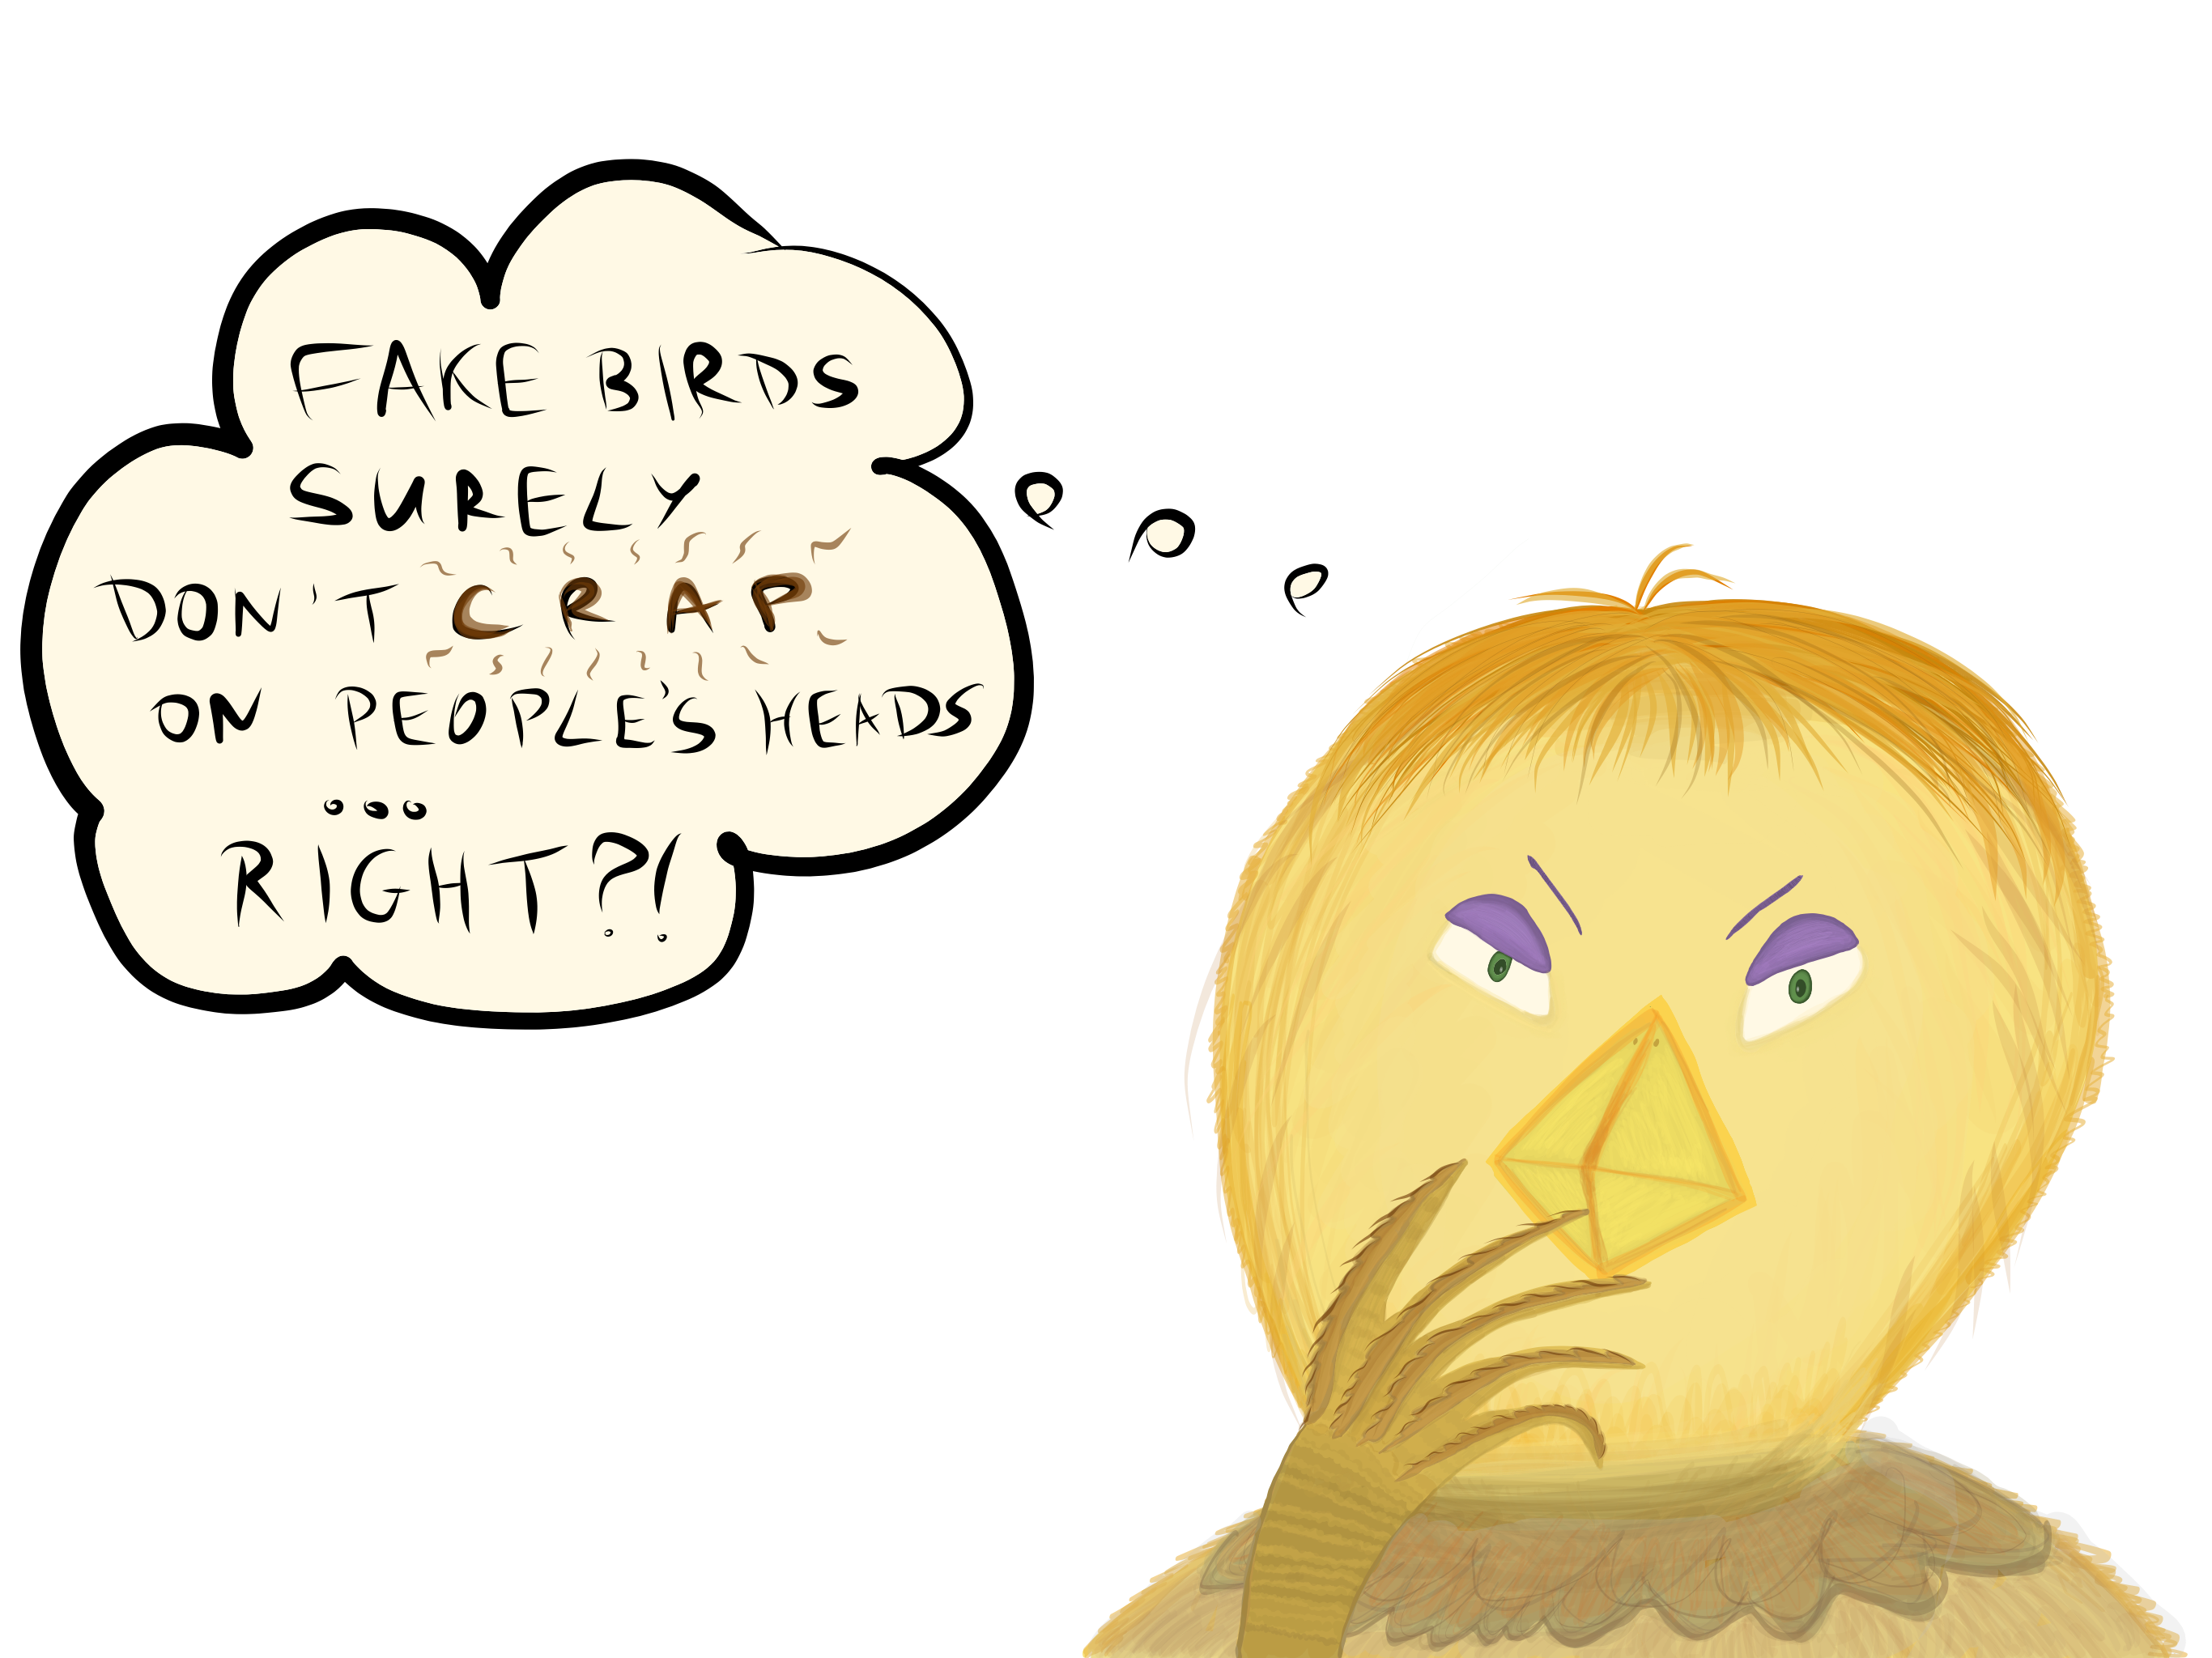 FAKE BIRDS
SURELY
DON'T CRAP
ON PEOPLE'S HEADS
...
RIGHT?!